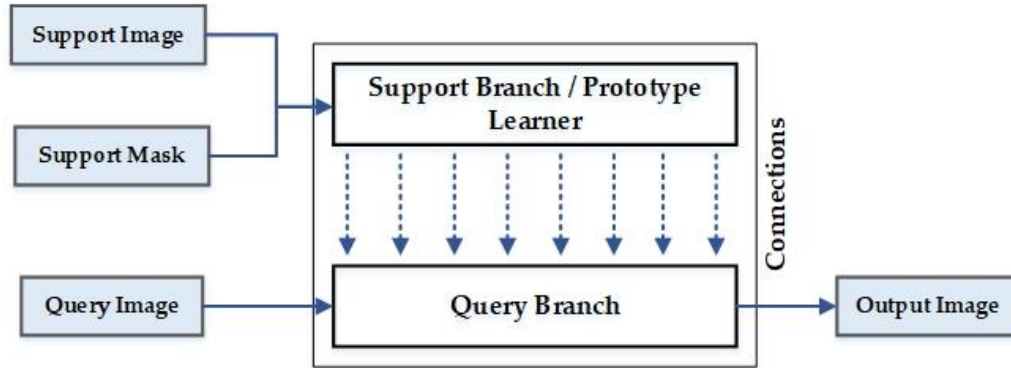 Support Image
Support Mask
Support Branch / Prototype
Learner
Connections
Query Image
Query Branch
Output Image